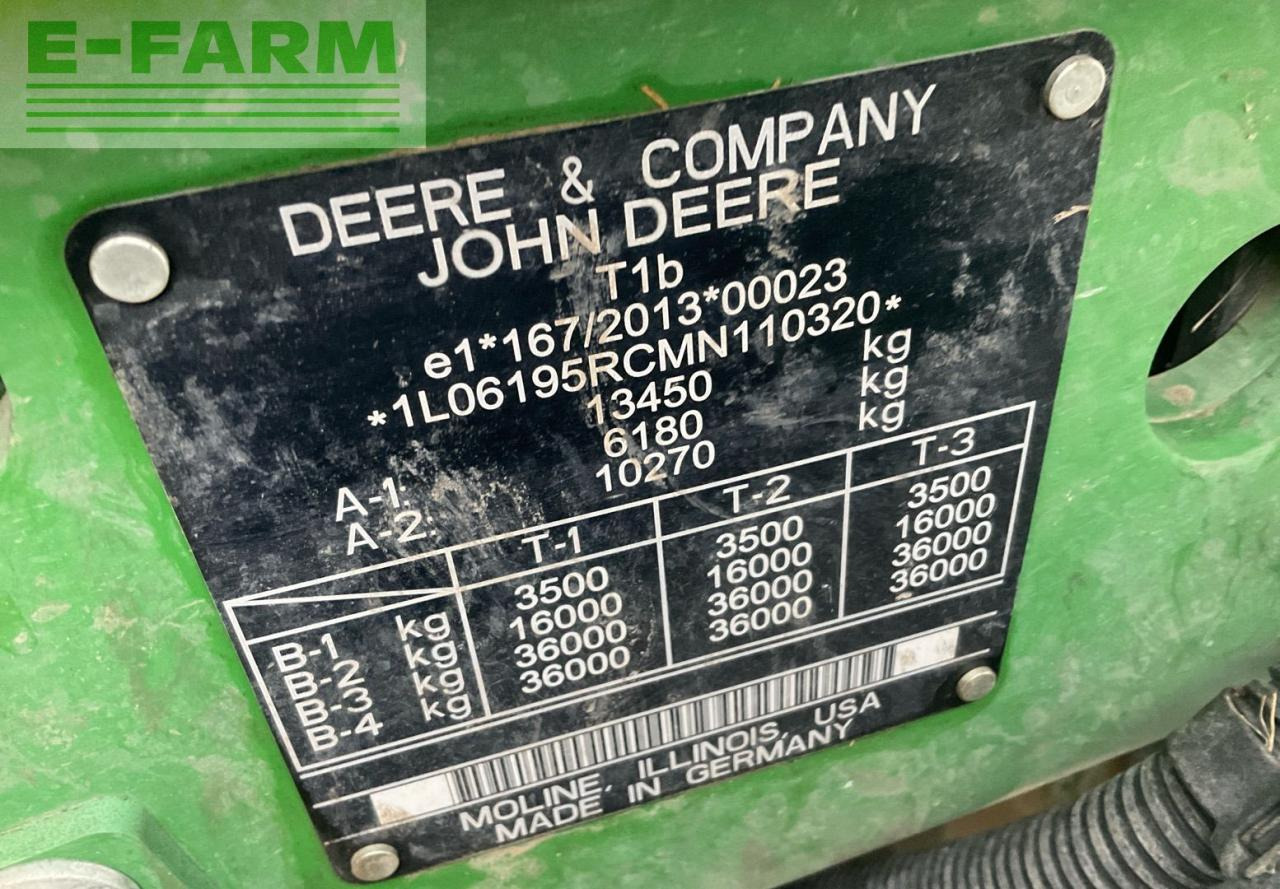 E-FARM
DEERE & COMPANY
JOHN DEERE
T1b
e1*167/2013*00023
*1L06195RCMN110320*
13450 kg
A-1: 6180 kg
A-2: 10270 kg
T-1 T-2 T-3
B-1 kg 3500 3500 3500
B-2 kg 16000 16000 16000
B-3 kg 36000 36000 36000
B-4 kg 36000 36000 36000
MOLINE, ILLINOIS, USA
MADE IN GERMANY